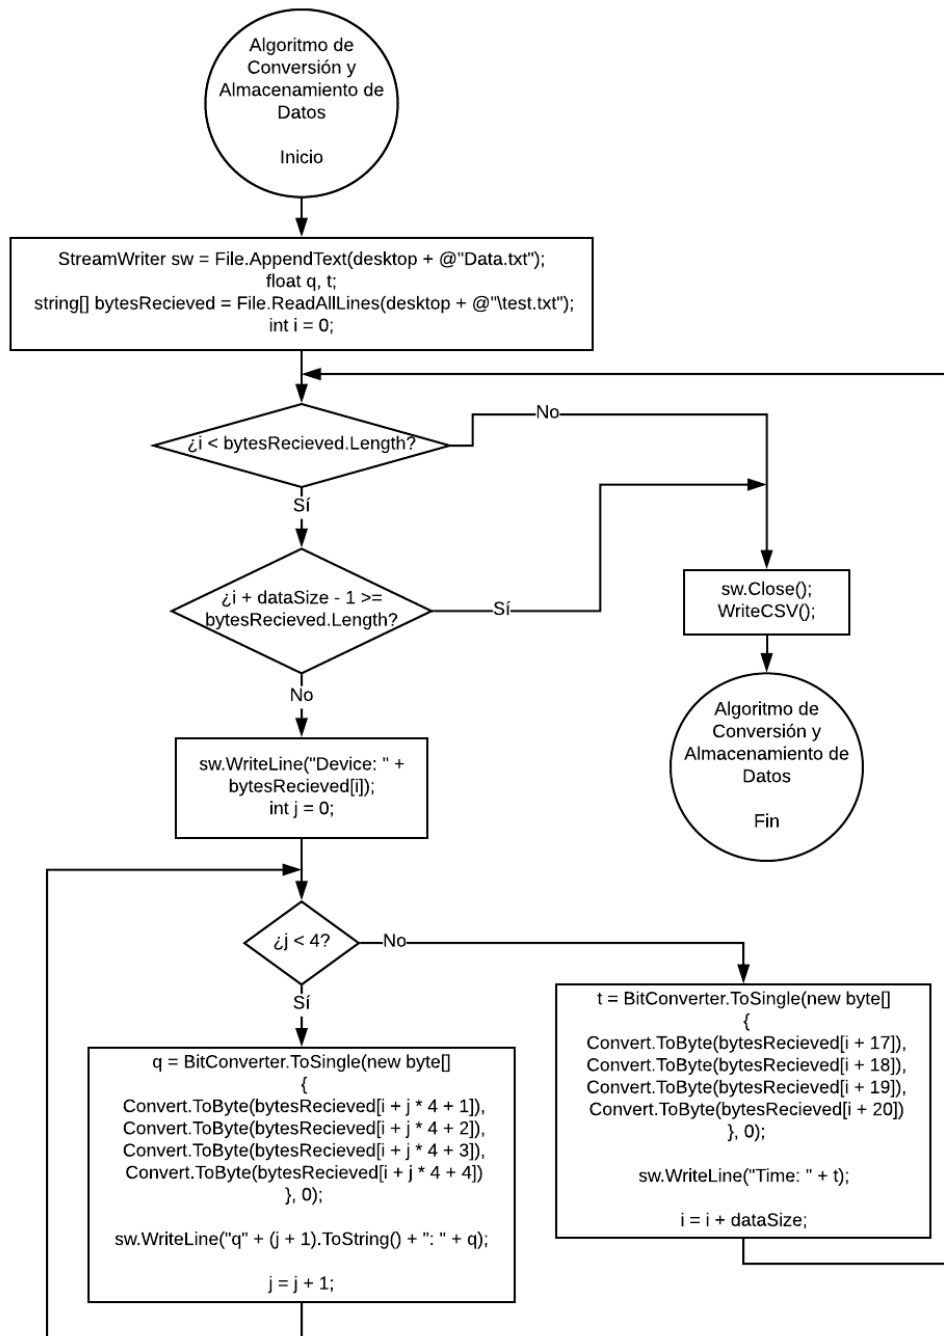 Algoritmo de
Conversión y
Almacenamiento de
Datos
Inicio
StreamWriter sw = File.AppendText(desktop + @"Data.txt");
float q, t;
string[] bytesRecieved = File.ReadAllLines(desktop + @"\test.txt");
int i = 0;
¿i < bytesRecieved.Length?
No
Sí
¿i + dataSize - 1 >=
bytesRecieved.Length?
Sí
No
sw.Close();
WriteCSV();
Algoritmo de
Conversión y
Almacenamiento de
Datos
Fin
sw.WriteLine("Device: " +
bytesRecieved[i]);
int j = 0;
¿j < 4?
No
Sí
q = BitConverter.ToSingle(new byte[]
{
Convert.ToByte(bytesRecieved[i + j * 4 + 1]),
Convert.ToByte(bytesRecieved[i + j * 4 + 2]),
Convert.ToByte(bytesRecieved[i + j * 4 + 3]),
Convert.ToByte(bytesRecieved[i + j * 4 + 4])
}, 0);
sw.WriteLine("q" + (j + 1).ToString() + ": " + q);
j = j + 1;
t = BitConverter.ToSingle(new byte[]
{
Convert.ToByte(bytesRecieved[i + 17]),
Convert.ToByte(bytesRecieved[i + 18]),
Convert.ToByte(bytesRecieved[i + 19]),
Convert.ToByte(bytesRecieved[i + 20])
}, 0);
sw.WriteLine("Time: " + t);
i = i + dataSize;